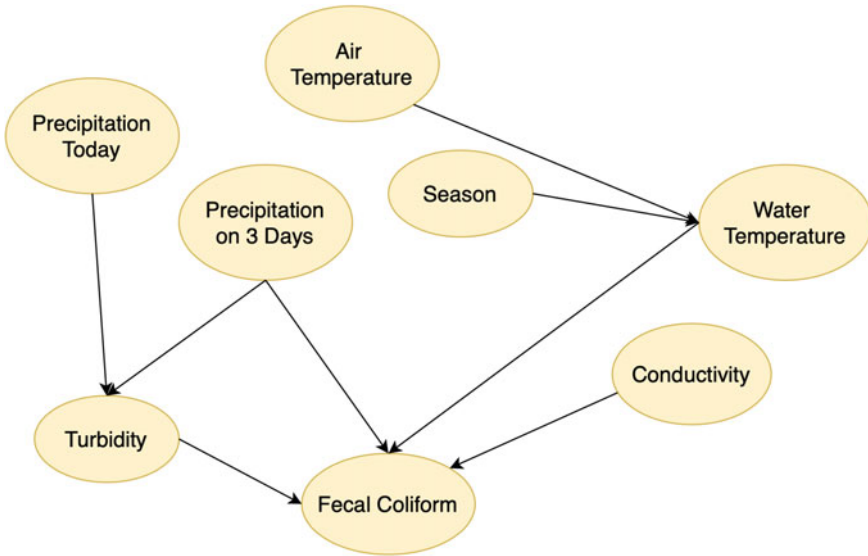 Air
Temperature
Precipitation
Today
Season
Precipitation
on 3 Days
Water
Temperature
Conductivity
Turbidity
Fecal Coliform